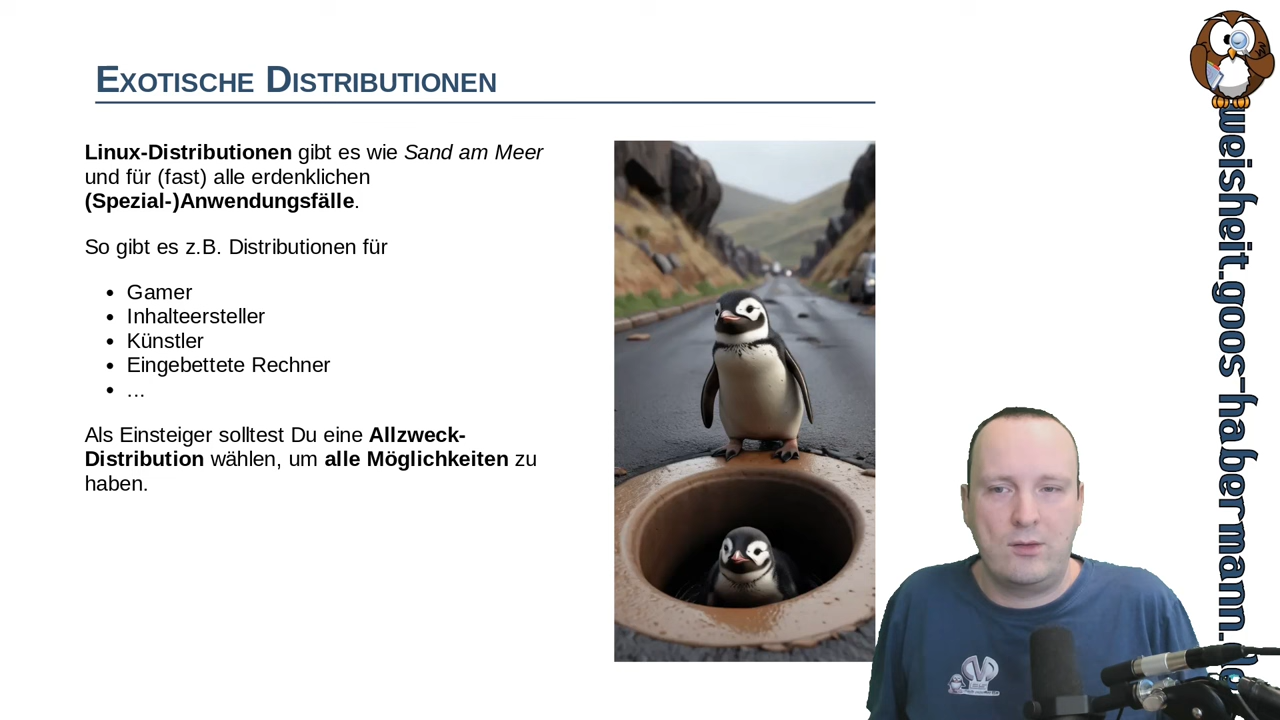 Exotische Distributionen
Linux-Distributionen gibt es wie Sand am Meer
und für (fast) alle erdenklichen
(Spezial-)Anwendungsfälle.
So gibt es z.B. Distributionen für
• Gamer
• Inhalteersteller
• Künstler
• Eingebettete Rechner
• ...
Als Einsteiger solltest Du eine Allzweck-
Distribution wählen, um alle Möglichkeiten zu
haben.
weisheit.goos-habermann.de